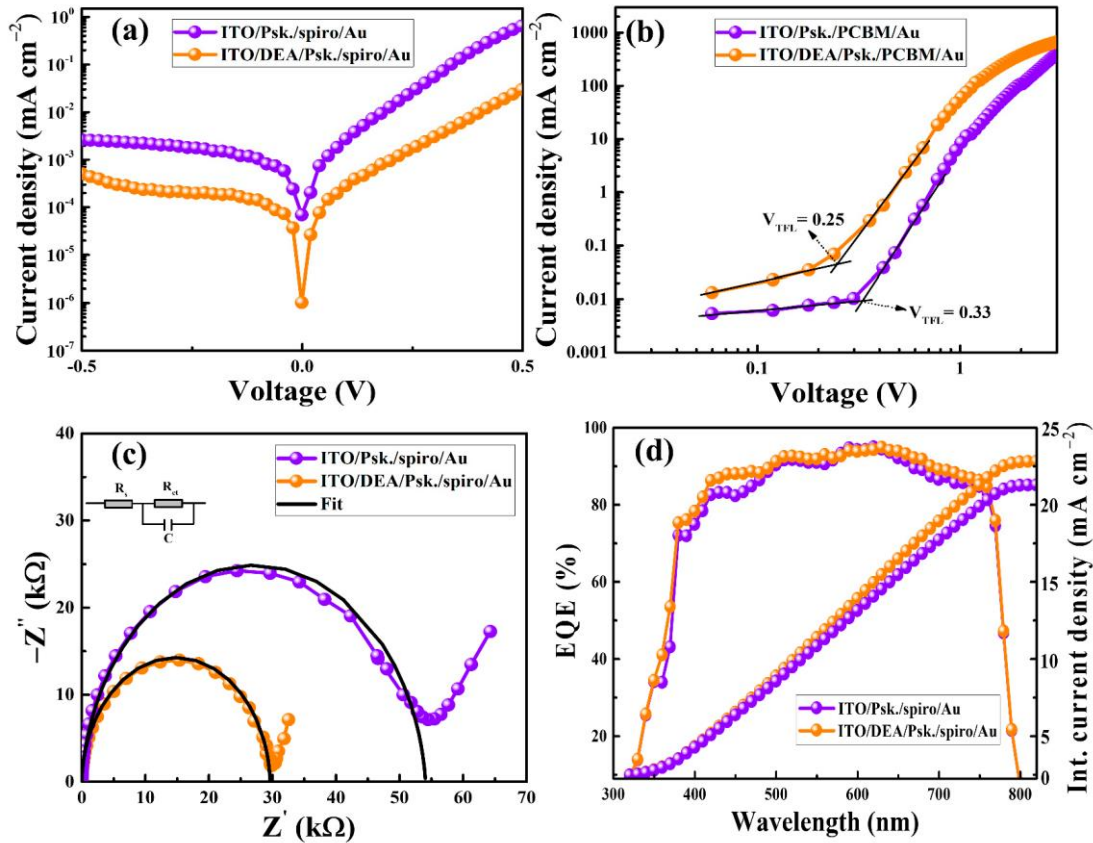 (a)
ITO/Psk./spiro/Au
ITO/DEA/Psk./spiro/Au
Current density (mA cm⁻²)
10¹
10⁰
10⁻¹
10⁻²
10⁻³
10⁻⁴
10⁻⁵
10⁻⁶
10⁻⁷
-0.5
0.0
0.5
Voltage (V)
(b)
ITO/Psk./PCBM/Au
ITO/DEA/Psk./PCBM/Au
Current density (mA cm⁻²)
1000
100
10
1
0.1
0.01
0.001
V_TFL = 0.25
V_TFL = 0.33
0.1
1
Voltage (V)
(c)
ITO/Psk./spiro/Au
ITO/DEA/Psk./spiro/Au
Fit
R_s
R_ct
C
−Z″ (kΩ)
40
30
20
10
0
0
10
20
30
40
50
60
70
Z′ (kΩ)
(d)
EQE (%)
100
80
60
40
20
25
20
15
10
5
0
Int. current density (mA cm⁻²)
ITO/Psk./spiro/Au
ITO/DEA/Psk./spiro/Au
300
400
500
600
700
800
Wavelength (nm)